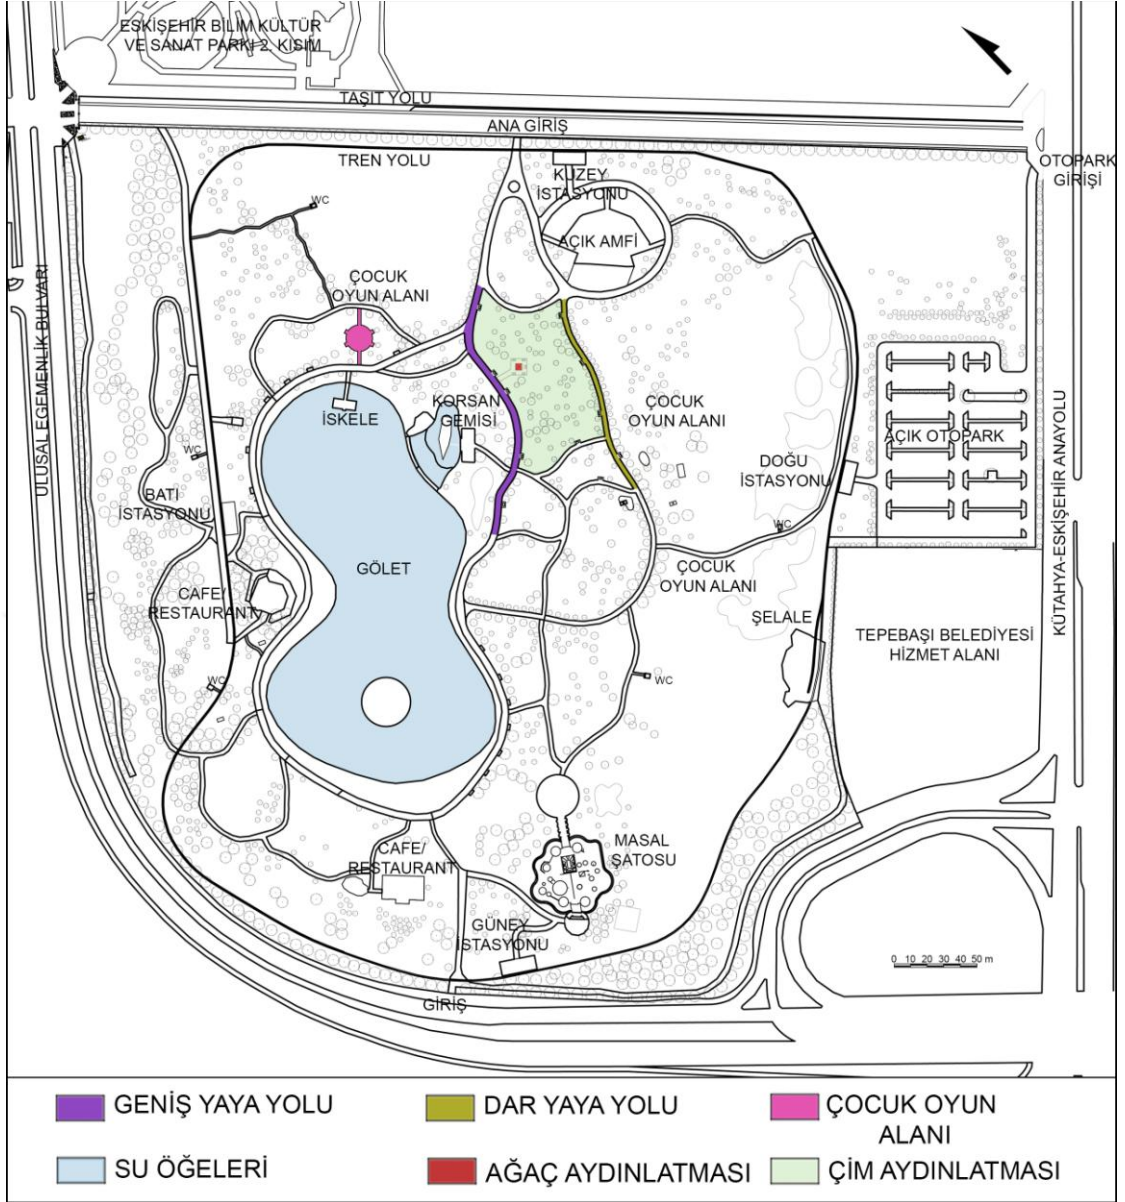 ESKİŞEHİR BİLİM KÜLTÜR
VE SANAT PARKI 2. KISIM
TAŞIT YOLU
ANA GİRİŞ
TREN YOLU
OTOPARK
GİRİŞİ
KUZEY
İSTASYONU
WC
AÇIK AMFİ
ÇOCUK
OYUN ALANI
ULUSAL EGEMENLİK BULVARI
İSKELE
KORSAN
GEMİSİ
ÇOCUK
OYUN ALANI
AÇIK OTOPARK
KÜTAHYA-ESKİŞEHİR ANAYOLU
WC
DOĞU
İSTASYONU
BATI
İSTASYONU
WC
GÖLET
ÇOCUK
OYUN ALANI
CAFE/
RESTAURANT
ŞELALE
TEPEBAŞI BELEDİYESİ
HİZMET ALANI
WC
WC
MASAL
ŞATOSU
CAFE/
RESTAURANT
GÜNEY
İSTASYONU
0 10 20 30 40 50 m
GİRİŞ
GENİŞ YAYA YOLU
DAR YAYA YOLU
ÇOCUK OYUN
ALANI
SU ÖĞELERİ
AĞAÇ AYDINLATMASI
ÇİM AYDINLATMASI